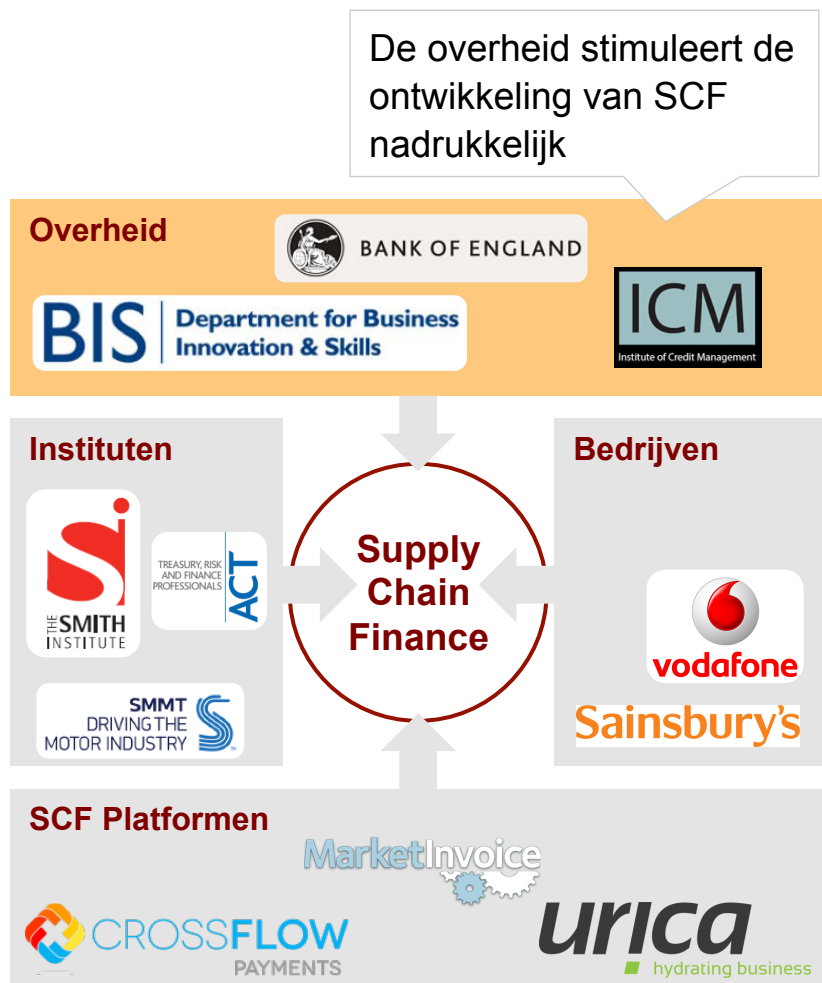 De overheid stimuleert de
ontwikkeling van SCF
nadrukkelijk
Overheid
BANK OF ENGLAND
BIS
Department for Business
Innovation & Skills
ICM
Institute of Credit Management
Instituten
Si
THE SMITH
INSTITUTE
TREASURY, RISK
AND FINANCE
PROFESSIONALS
ACT
SMMT
DRIVING THE
MOTOR INDUSTRY
Supply
Chain
Finance
Bedrijven
vodafone
Sainsbury's
SCF Platformen
MarketInvoice
CROSSFLOW
PAYMENTS
urica
hydrating business